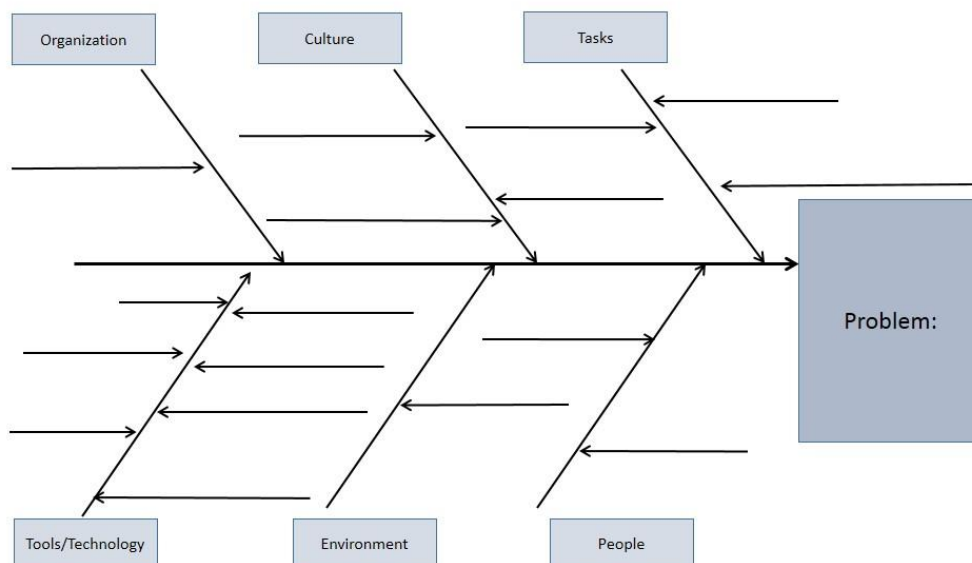 Organization
Culture
Tasks
Problem:
Tools/Technology
Environment
People